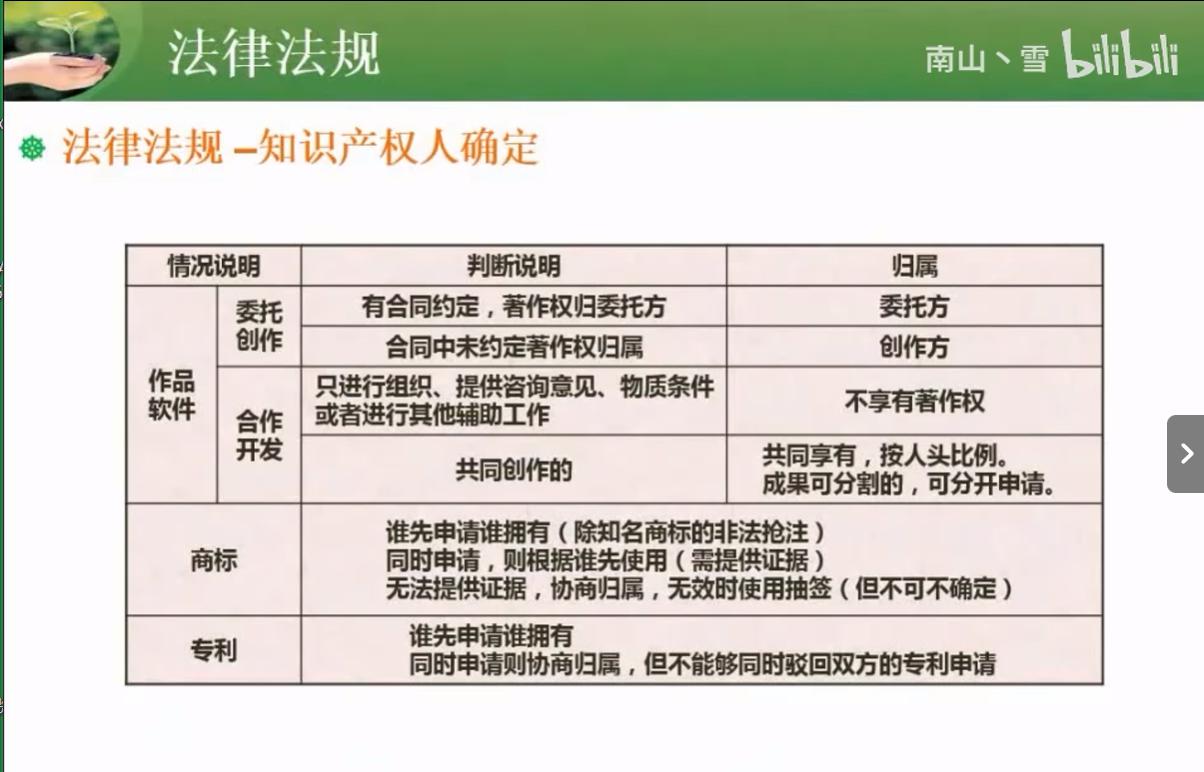 法律法规
南山丶雪 bilibili
法律法规 –知识产权人确定
情况说明 判断说明 归属
作品
软件
委托
创作
有合同约定，著作权归委托方 委托方
合同中未约定著作权归属 创作方
合作
开发
只进行组织、提供咨询意见、物质条件
或者进行其他辅助工作
不享有著作权
共同创作的
共同享有，按人头比例。
成果可分割的，可分开申请。
商标
谁先申请谁拥有（除知名商标的非法抢注）
同时申请，则根据谁先使用（需提供证据）
无法提供证据，协商归属，无效时使用抽签（但不可不确定）
专利
谁先申请谁拥有
同时申请则协商归属，但不能够同时驳回双方的专利申请